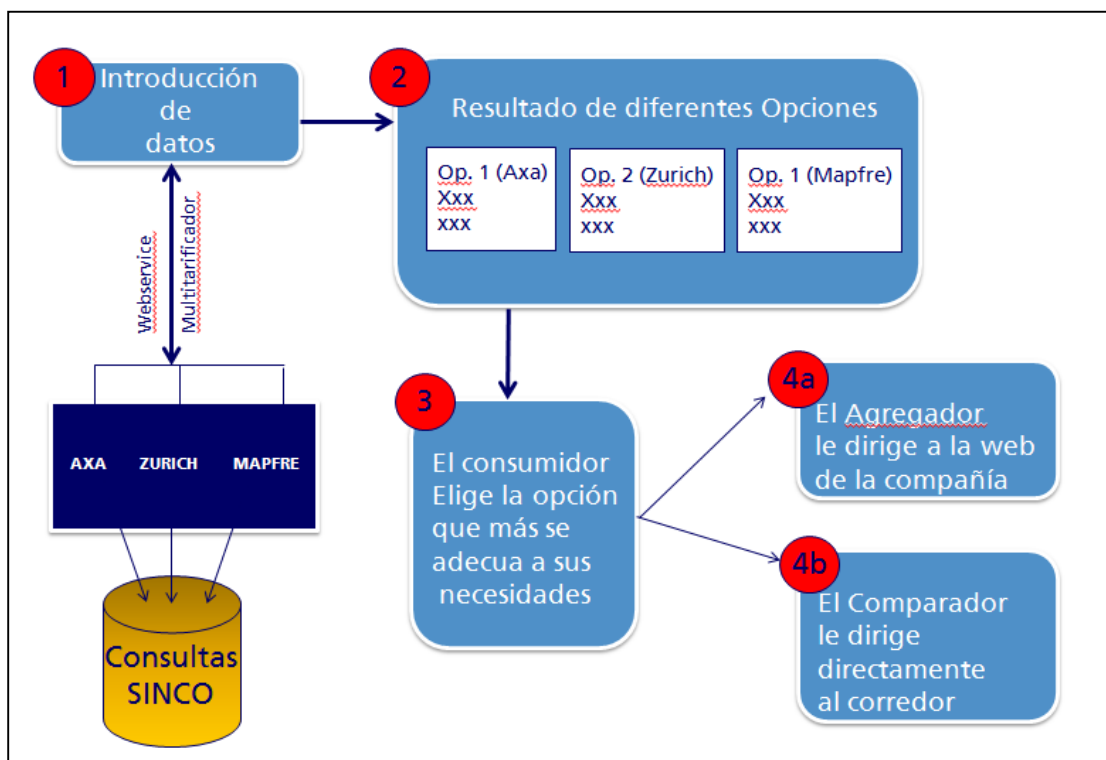 1
Introducción
de
datos
2
Resultado de diferentes Opciones
Op. 1 (Axa)
Xxx
xxx
Op. 2 (Zurich)
Xxx
xxx
Op. 1 (Mapfre)
Xxx
xxx
Webservice
Multitarificador
AXA ZURICH MAPFRE
Consultas
SINCO
3
El consumidor
Elige la opción
que más se
adecua a sus
necesidades
4a
El Agregador
le dirige a la web
de la compañía
4b
El Comparador
le dirige
directamente
al corredor